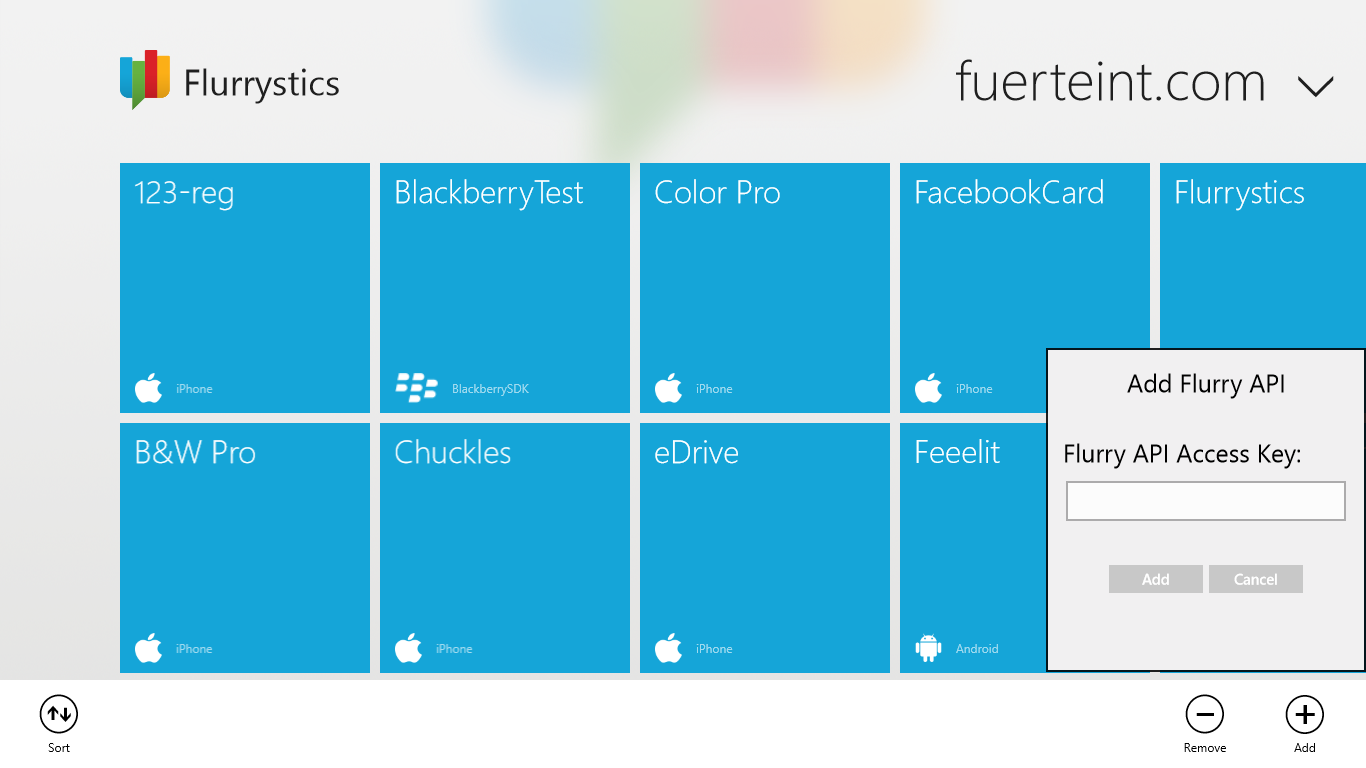 Flurrystics
fuerteint.com
123-reg
BlackberryTest
Color Pro
FacebookCard
Flurrystics
iPhone
BlackberrySDK
iPhone
iPhone
B&W Pro
Chuckles
eDrive
Feeelit
iPhone
iPhone
iPhone
Android
Add Flurry API
Flurry API Access Key:
Add
Cancel
Sort
Remove
Add